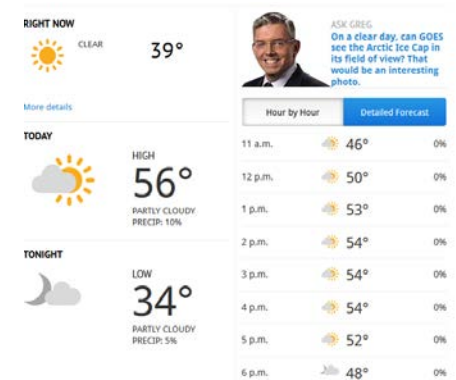 RIGHT NOW
CLEAR
39°
More details
TODAY
HIGH
56°
PARTLY CLOUDY
PRECIP: 10%
TONIGHT
LOW
34°
PARTLY CLOUDY
PRECIP: 5%
ASK GREG
On a clear day, can GOES
see the Arctic Ice Cap in
its field of view? That
would be an interesting
photo.
Hour by Hour Detailed Forecast
11 a.m. 46° 0%
12 p.m. 50° 0%
1 p.m. 53° 0%
2 p.m. 54° 0%
3 p.m. 54° 0%
4 p.m. 54° 0%
5 p.m. 52° 0%
6 p.m. 48° 0%